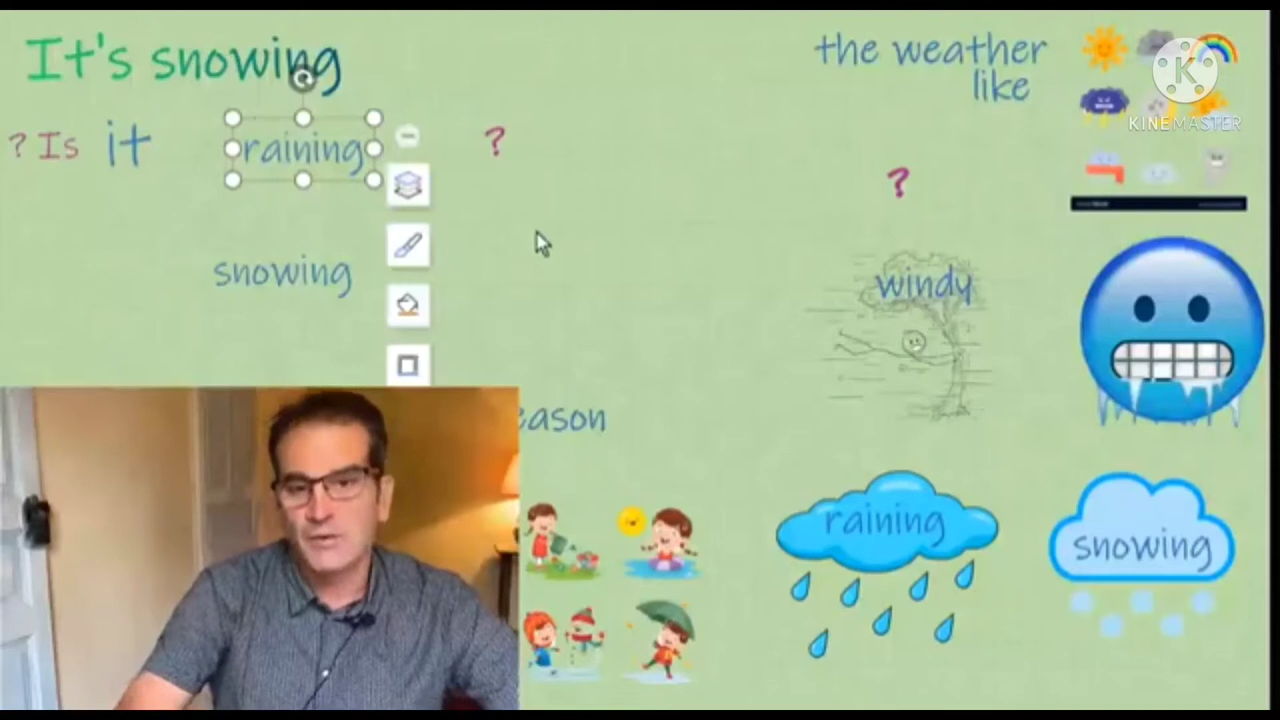 It's snowing
? Is it raining ?
snowing
the weather
like
?
KINEMASTER
windy
eason
raining
snowing